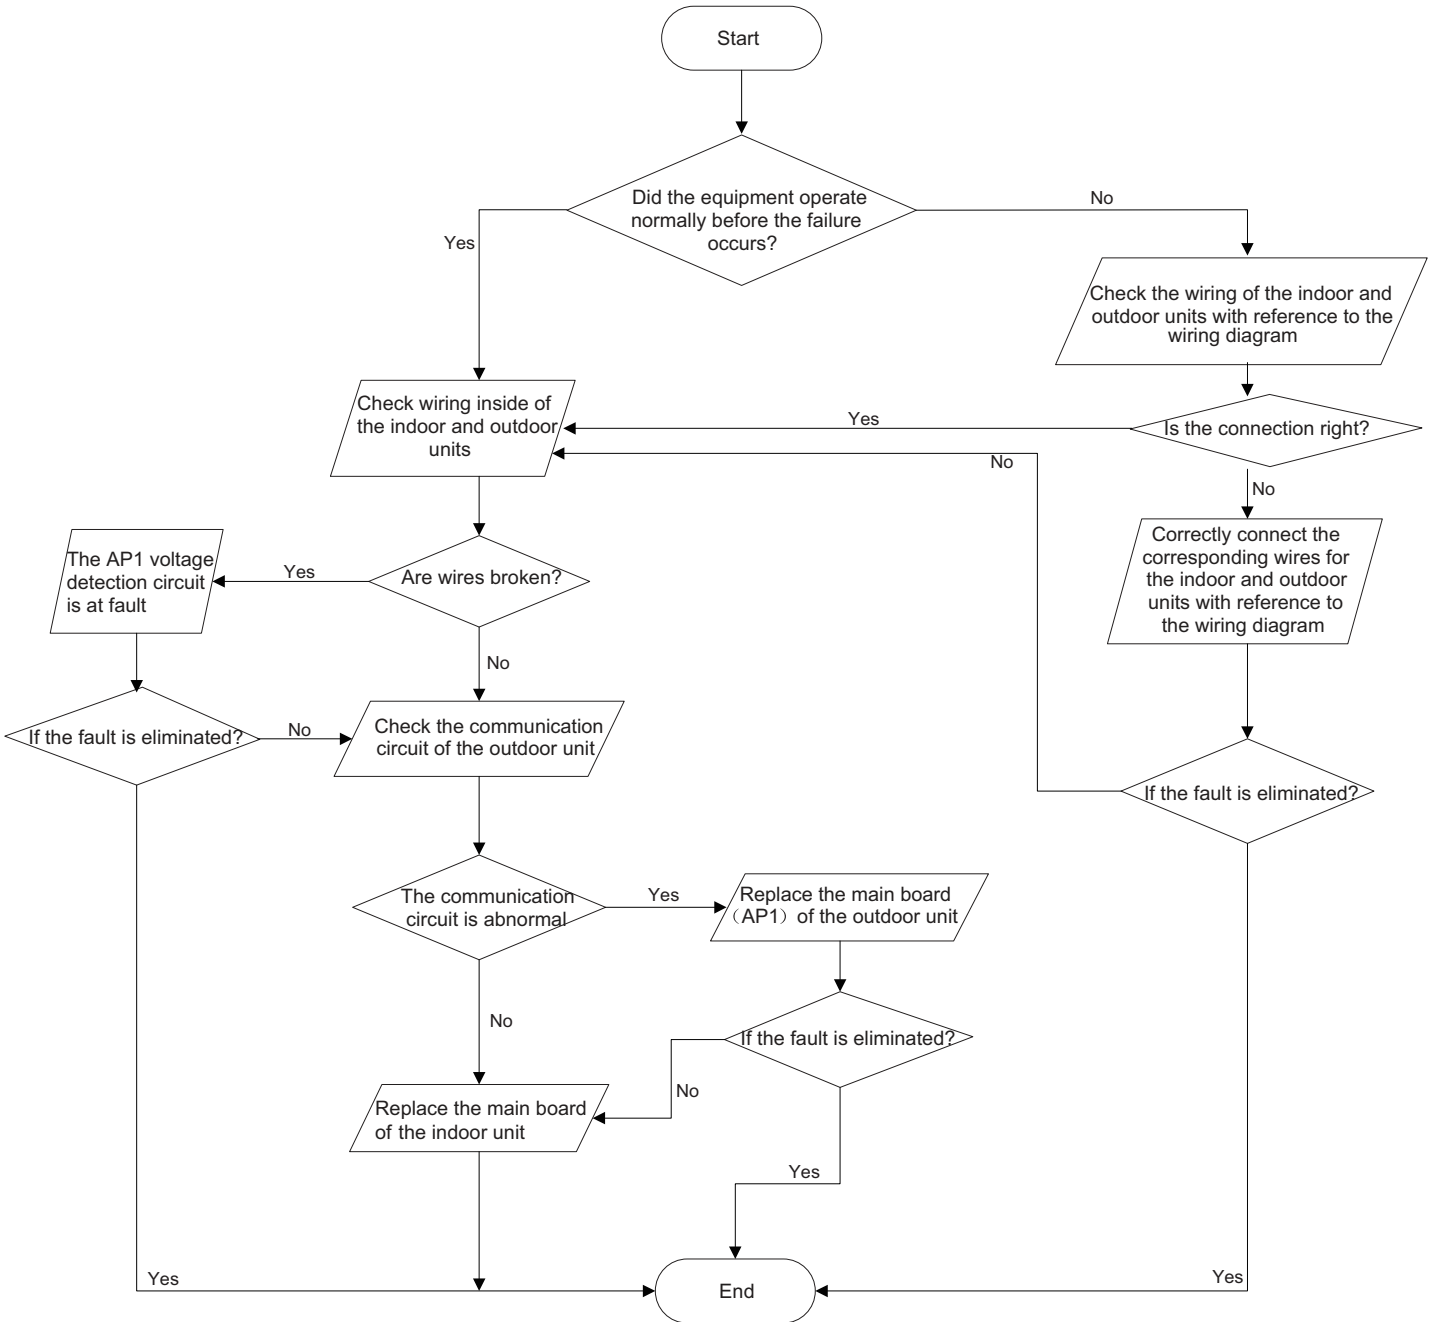 Start
Did the equipment operate
normally before the failure
occurs?
Yes
No
Check the wiring of the indoor and
outdoor units with reference to the
wiring diagram
Check wiring inside of
the indoor and outdoor
units
Yes
Is the connection right?
No
No
Correctly connect the
corresponding wires for
the indoor and outdoor
units with reference to
the wiring diagram
The AP1 voltage
detection circuit
is at fault
Yes
Are wires broken?
No
If the fault is eliminated?
No
Check the communication
circuit of the outdoor unit
If the fault is eliminated?
The communication
circuit is abnormal
Yes
Replace the main board
（AP1）of the outdoor unit
No
If the fault is eliminated?
No
Replace the main board
of the indoor unit
Yes
Yes
End
Yes